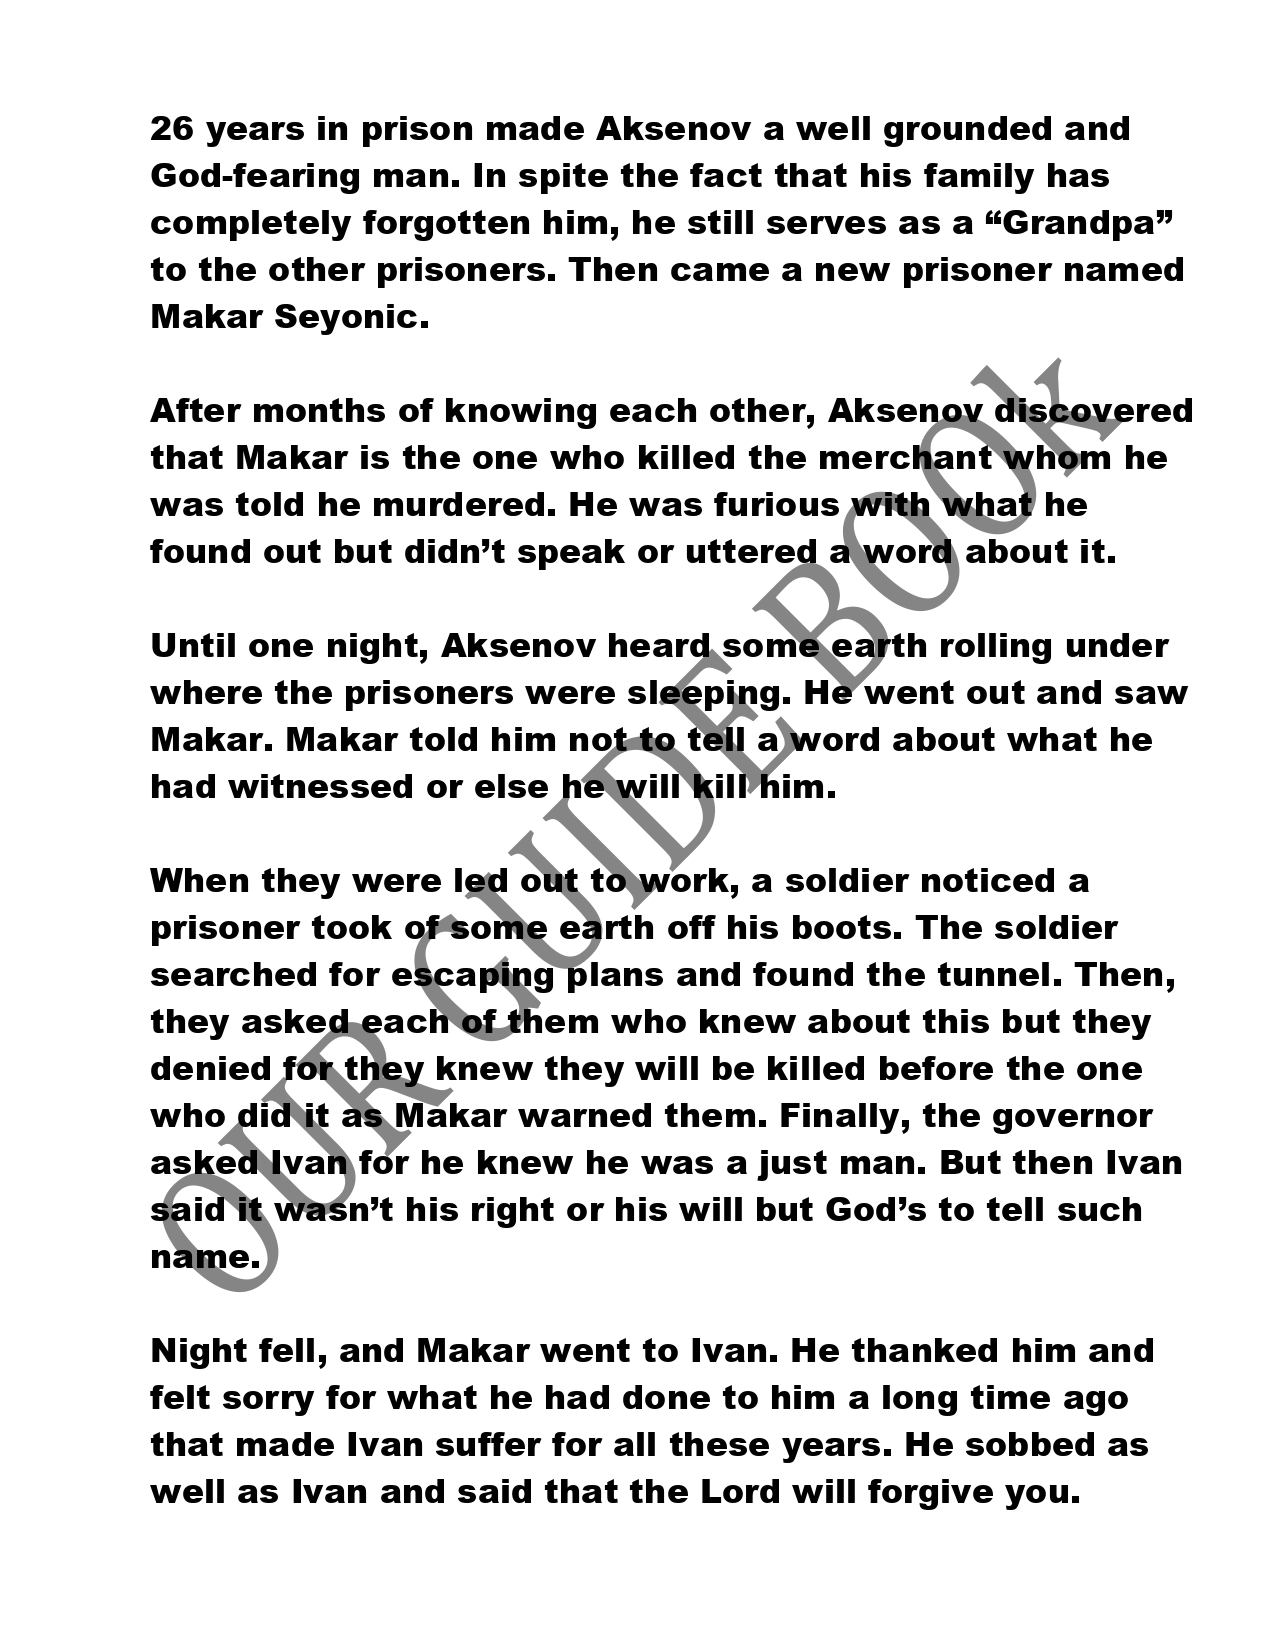 26 years in prison made Aksenov a well grounded and
God-fearing man. In spite the fact that his family has
completely forgotten him, he still serves as a “Grandpa”
to the other prisoners. Then came a new prisoner named
Makar Seyonic.
After months of knowing each other, Aksenov discovered
that Makar is the one who killed the merchant whom he
was told he murdered. He was furious with what he
found out but didn’t speak or uttered a word about it.
Until one night, Aksenov heard some earth rolling under
where the prisoners were sleeping. He went out and saw
Makar. Makar told him not to tell a word about what he
had witnessed or else he will kill him.
When they were led out to work, a soldier noticed a
prisoner took of some earth off his boots. The soldier
searched for escaping plans and found the tunnel. Then,
they asked each of them who knew about this but they
denied for they knew they will be killed before the one
who did it as Makar warned them. Finally, the governor
asked Ivan for he knew he was a just man. But then Ivan
said it wasn’t his right or his will but God’s to tell such
name.
Night fell, and Makar went to Ivan. He thanked him and
felt sorry for what he had done to him a long time ago
that made Ivan suffer for all these years. He sobbed as
well as Ivan and said that the Lord will forgive you.
OUR GUIDE BOOk